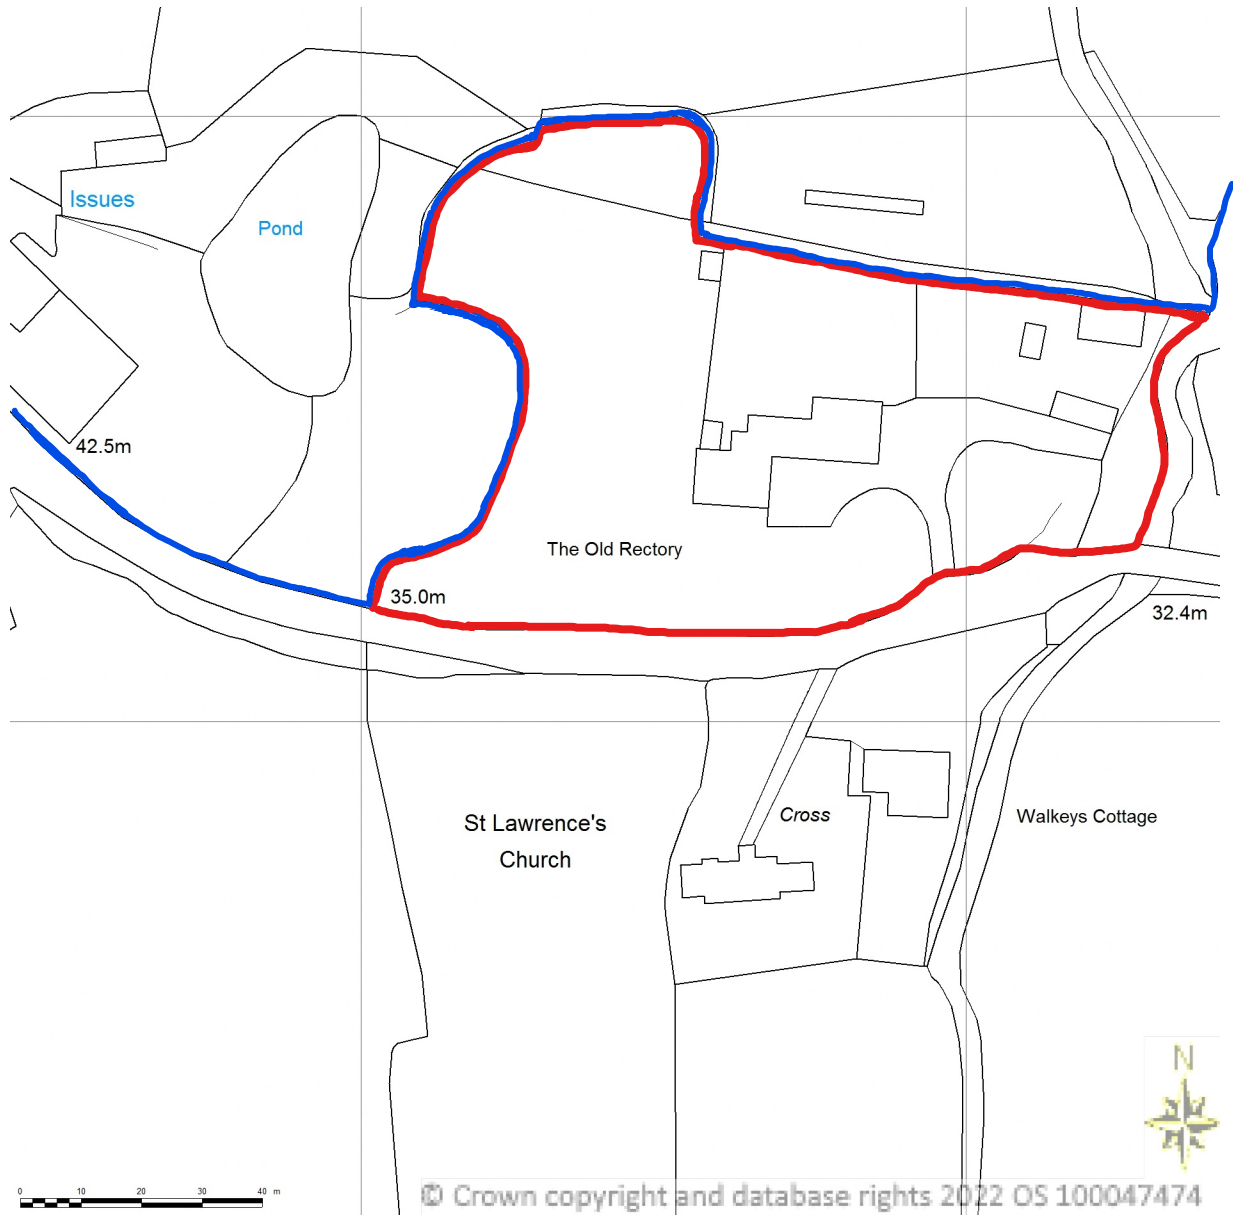 Issues
Pond
42.5m
The Old Rectory
35.0m
32.4m
St Lawrence's
Church
Cross
Walkeys Cottage
N
0 10 20 30 40 m
© Crown copyright and database rights 2022 OS 100047474